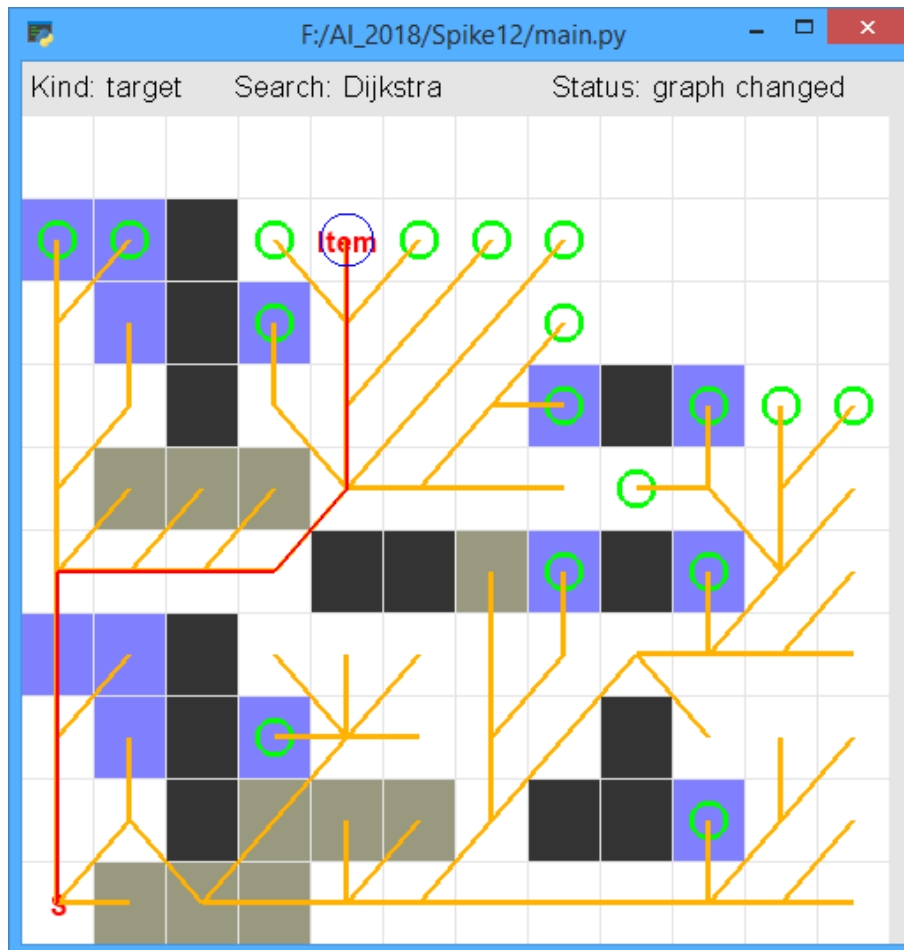 F:/AI_2018/Spike12/main.py
Kind: target Search: Dijkstra Status: graph changed
Item
S